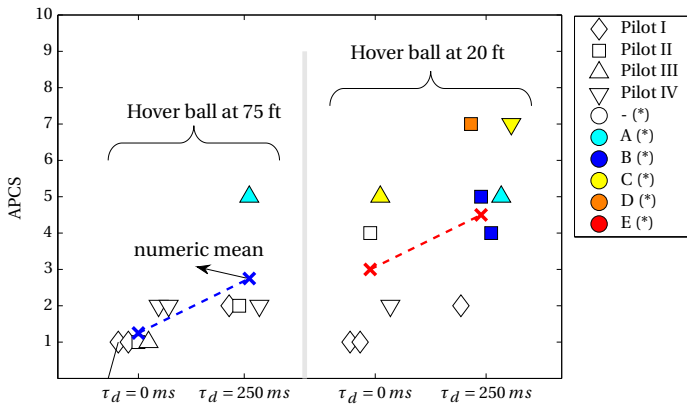 10
9
8
7
6
5
4
3
2
1
APCS
Hover ball at 75 ft
Hover ball at 20 ft
numeric mean
τd = 0 ms
τd = 250 ms
τd = 0 ms
τd = 250 ms
Pilot I
Pilot II
Pilot III
Pilot IV
- (*)
A (*)
B (*)
C (*)
D (*)
E (*)